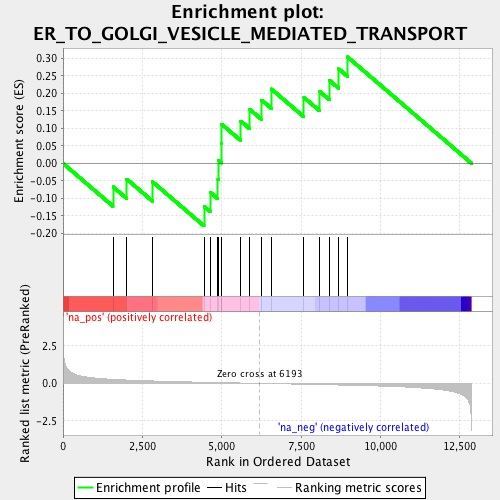 Enrichment plot:
ER_TO_GOLGI_VESICLE_MEDIATED_TRANSPORT
Enrichment score (ES)
0.30
0.25
0.20
0.15
0.10
0.05
0.00
-0.05
-0.10
-0.15
-0.20
'na_pos' (positively correlated)
Ranked list metric (PreRanked)
2.5
0.0
-2.5
Zero cross at 6193
'na_neg' (negatively correlated)
0 2,500 5,000 7,500 10,000 12,500
Rank in Ordered Dataset
Enrichment profile Hits Ranking metric scores